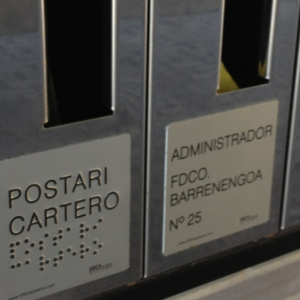 POSTARI
CARTERO
ADMINISTRADOR
FDCO.
BARRENENGOA
Nº 25